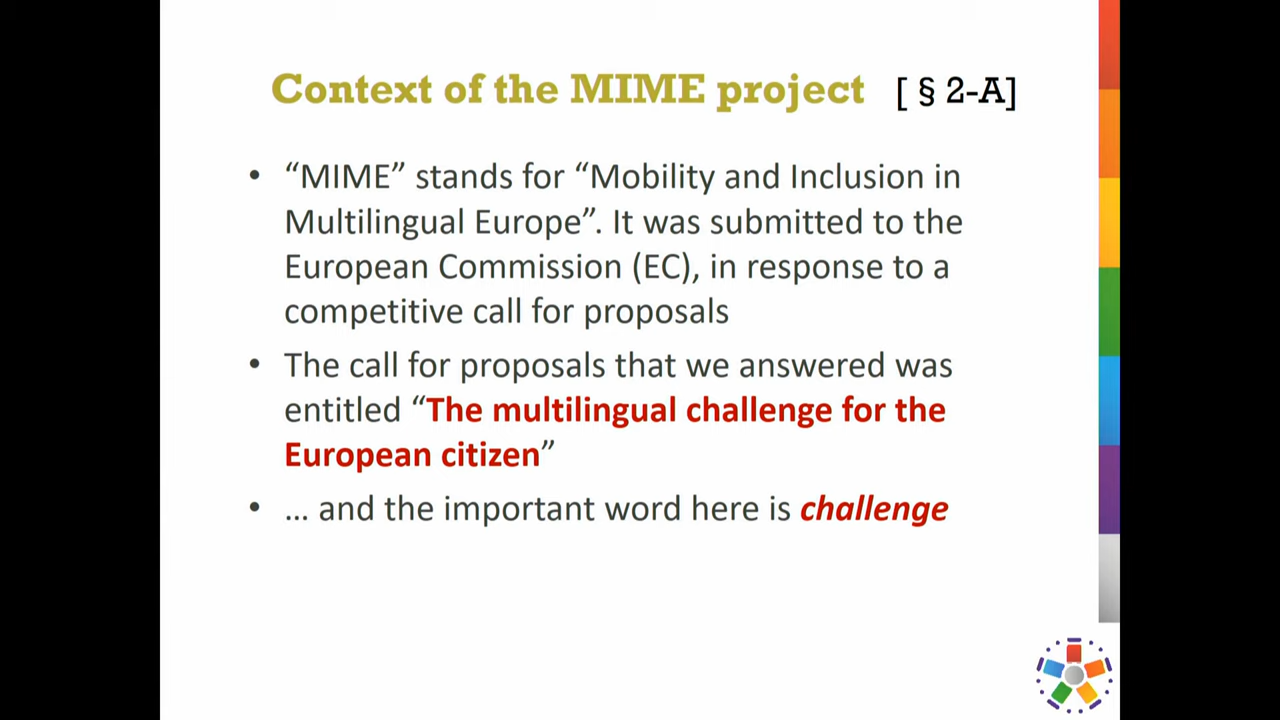 Context of the MIME project [ § 2-A]
• “MIME” stands for “Mobility and Inclusion in
Multilingual Europe”. It was submitted to the
European Commission (EC), in response to a
competitive call for proposals
• The call for proposals that we answered was
entitled “The multilingual challenge for the
European citizen”
• … and the important word here is challenge